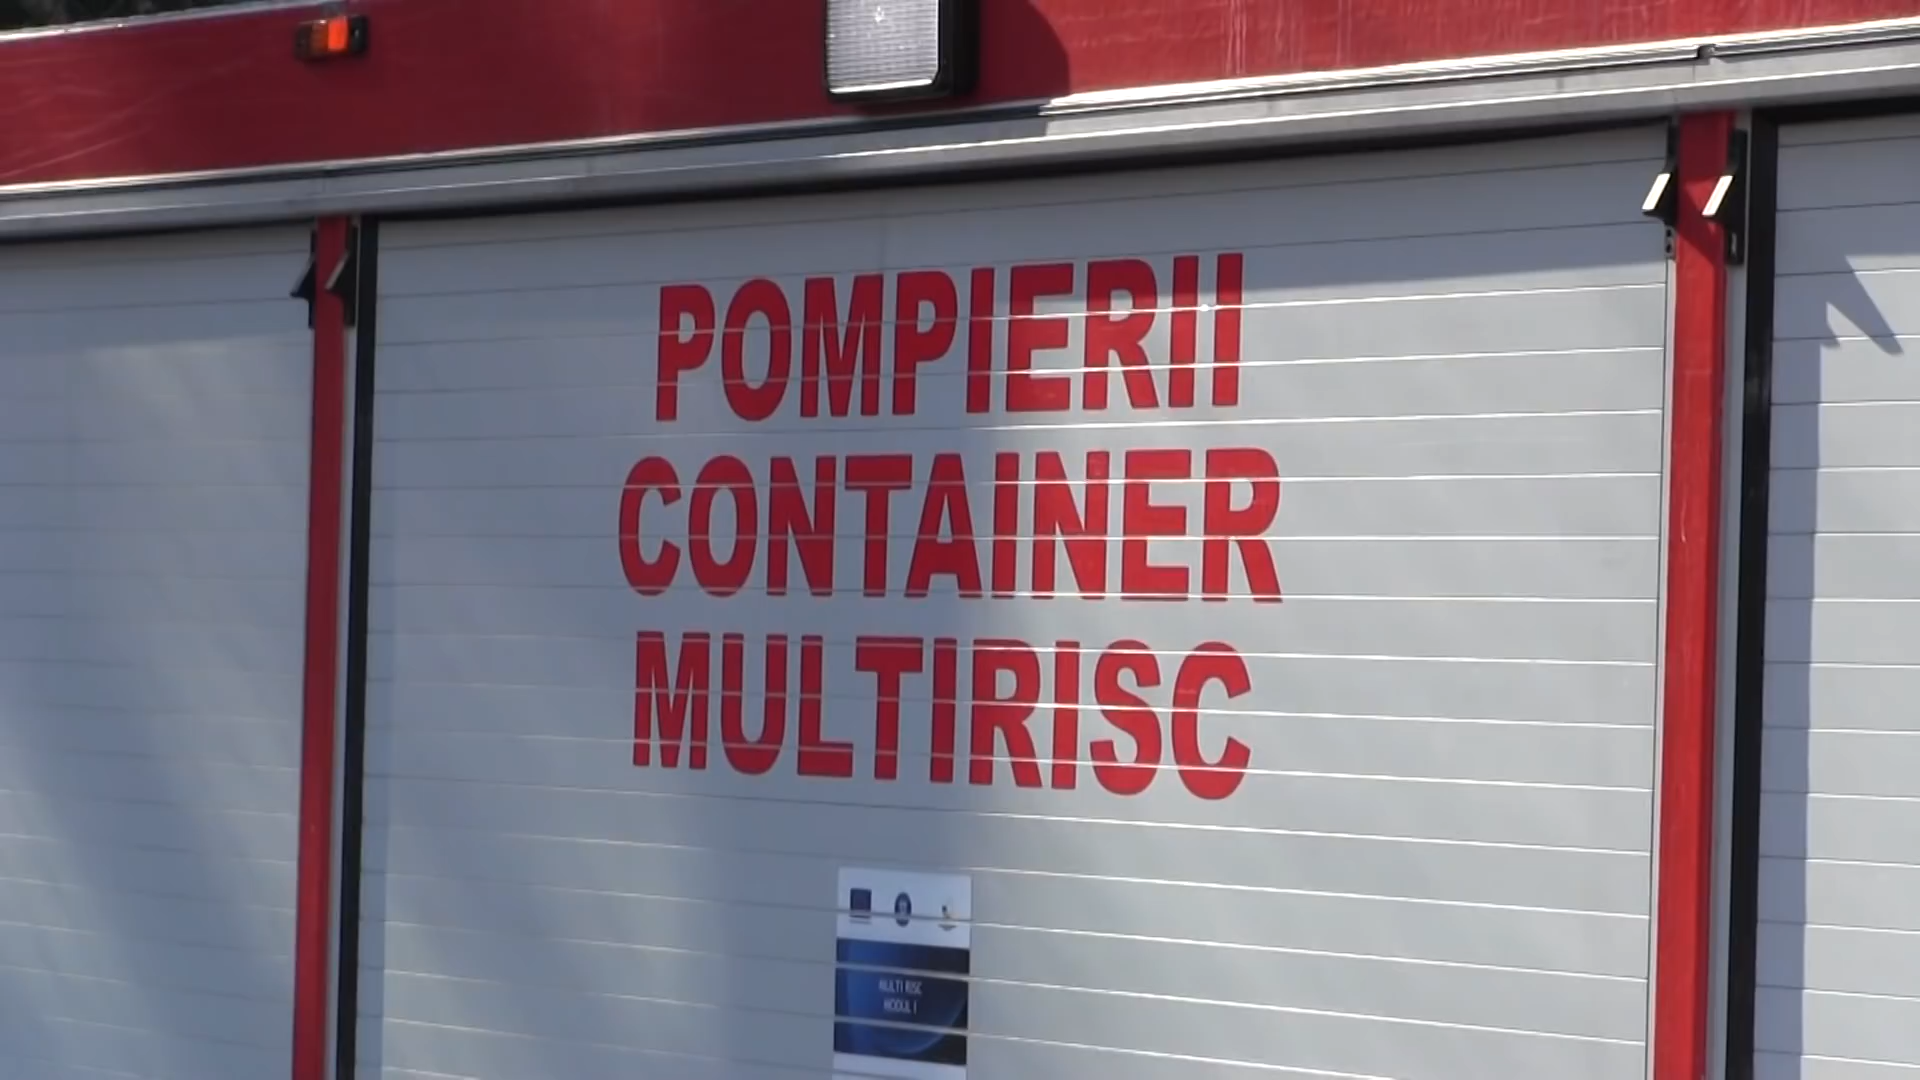 POMPIERII
CONTAINER
MULTIRISC
MULTI RISC
MODUL I